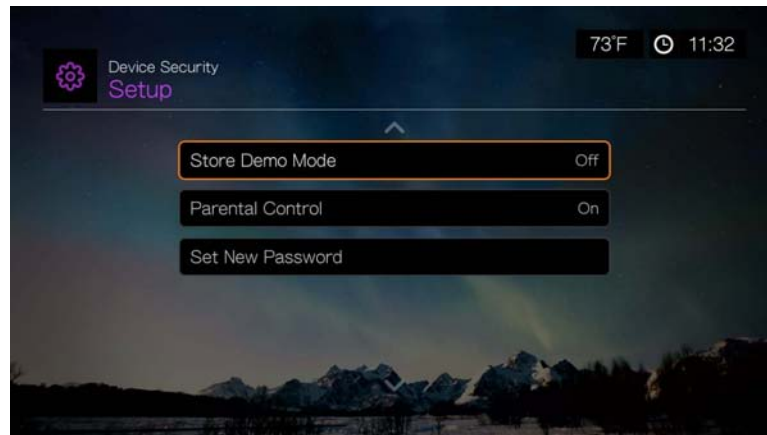 73°F 11:32
Device Security
Setup
Store Demo Mode Off
Parental Control On
Set New Password